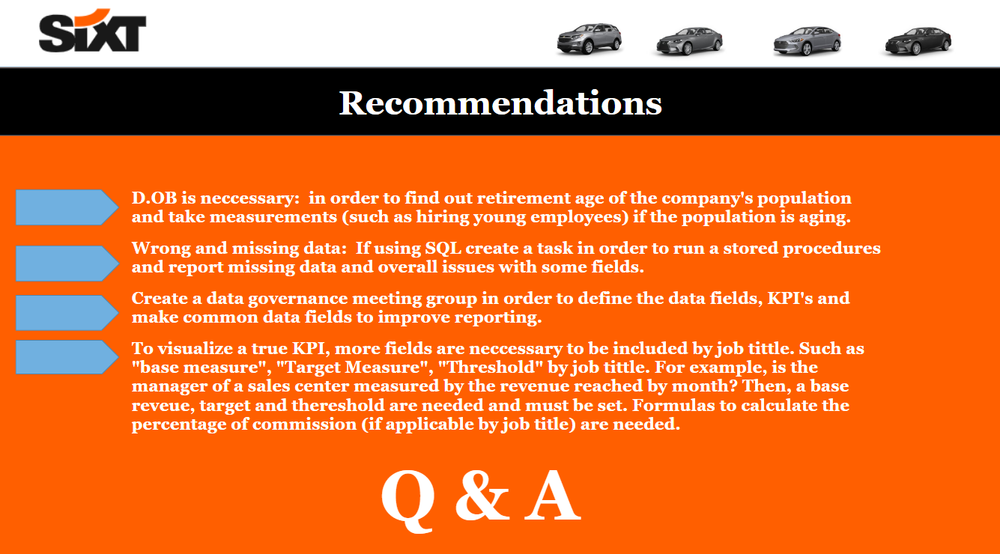 SIXT
Recommendations
D.OB is neccessary:  in order to find out retirement age of the company's population
and take measurements (such as hiring young employees) if the population is aging.
Wrong and missing data:  If using SQL create a task in order to run a stored procedures
and report missing data and overall issues with some fields.
Create a data governance meeting group in order to define the data fields, KPI's and
make common data fields to improve reporting.
To visualize a true KPI, more fields are neccessary to be included by job tittle. Such as
"base measure", "Target Measure", "Threshold" by job tittle. For example, is the
manager of a sales center measured by the revenue reached by month? Then, a base
reveue, target and thereshold are needed and must be set. Formulas to calculate the
percentage of commission (if applicable by job title) are needed.
Q & A